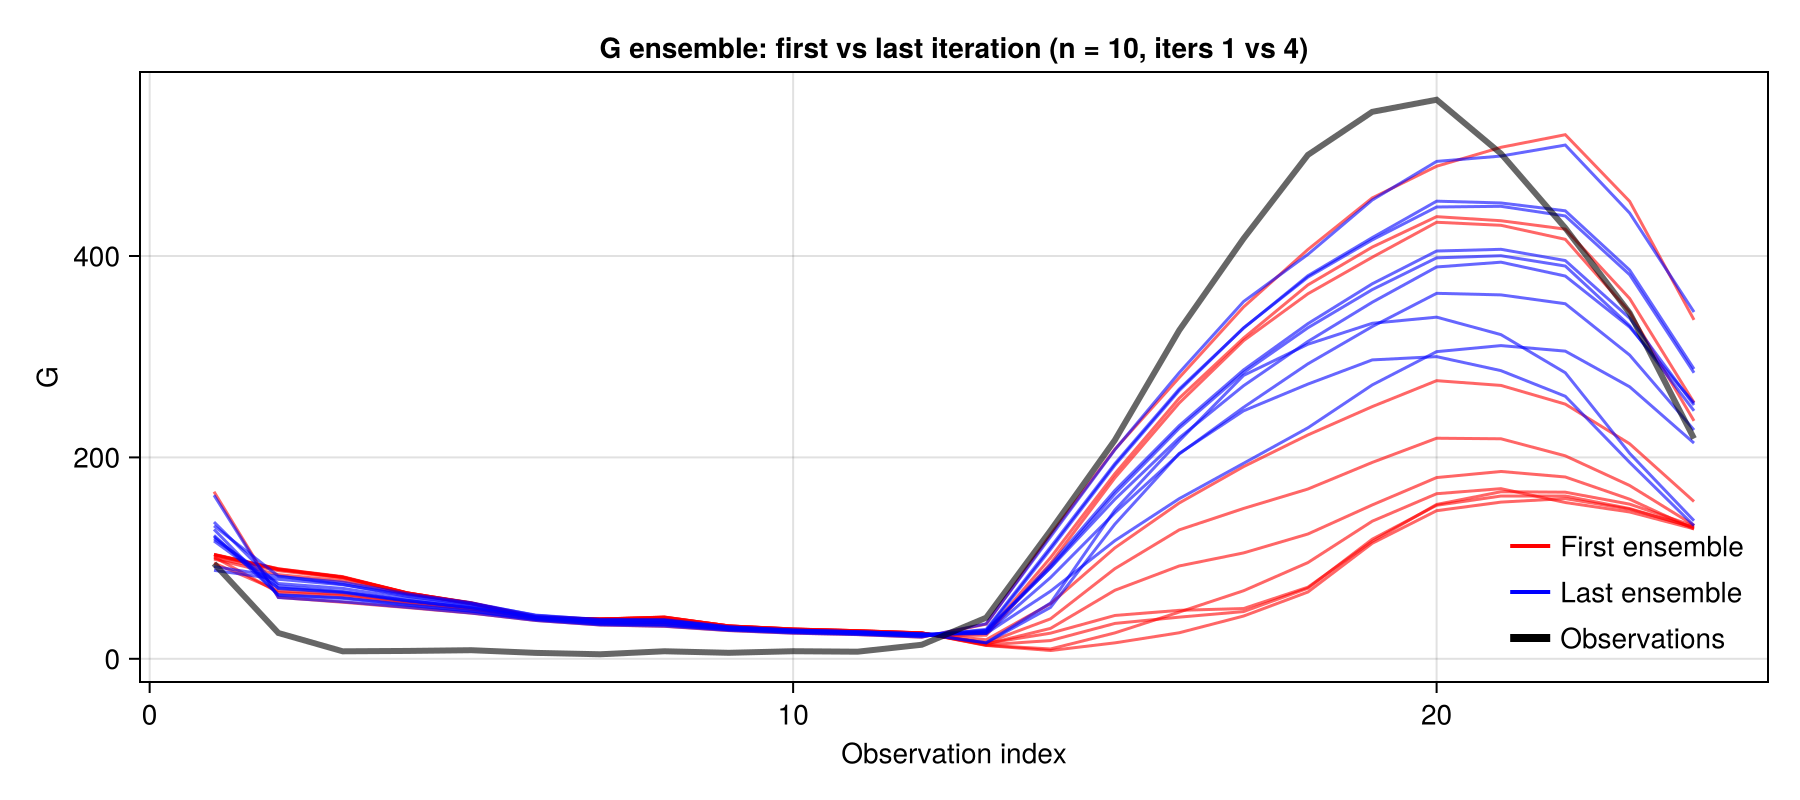 G ensemble: first vs last iteration (n = 10, iters 1 vs 4)
400
200
0
G
First ensemble
Last ensemble
Observations
0 10 20
Observation index